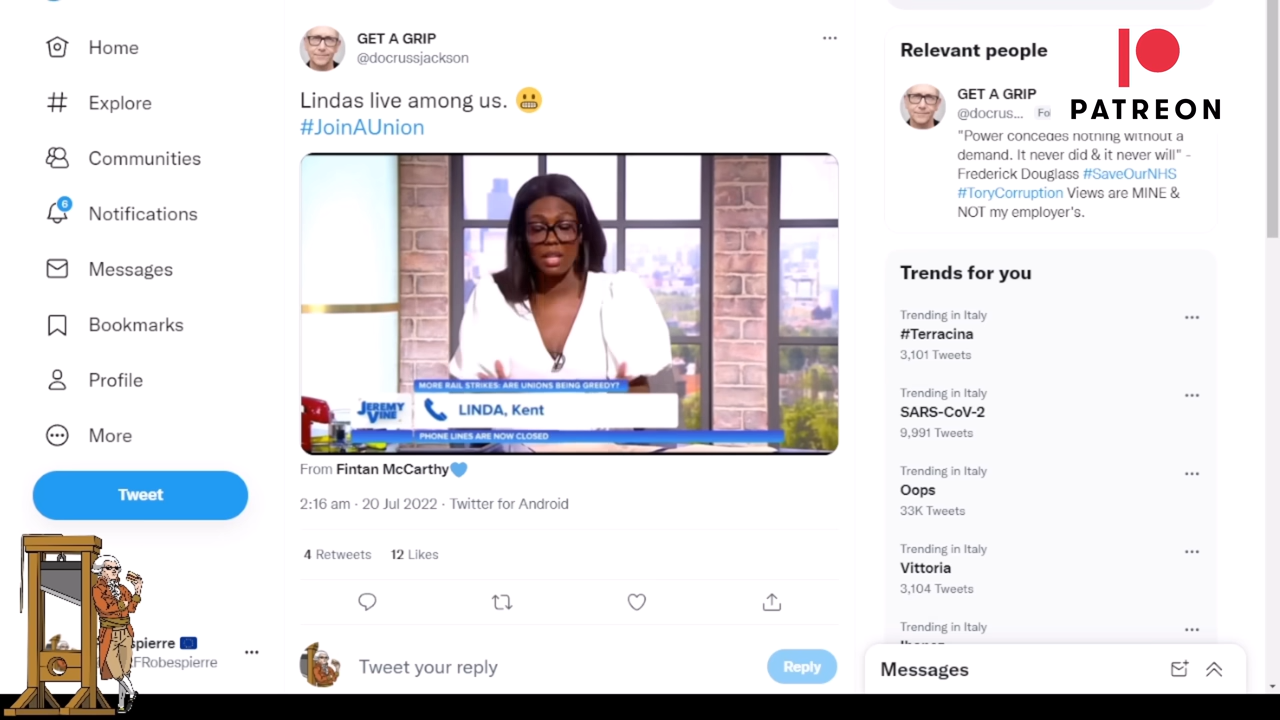 Home
Explore
Communities
6
Notifications
Messages
Bookmarks
Profile
More
Tweet
spierre
FRobespierre
GET A GRIP
@docrussjackson
Lindas live among us. 😬
#JoinAUnion
MORE RAIL STRIKES: ARE UNIONS BEING GREEDY?
JEREMY
VINE
LINDA, Kent
PHONE LINES ARE NOW CLOSED
From Fintan McCarthy💙
2:16 am · 20 Jul 2022 · Twitter for Android
4 Retweets 12 Likes
Tweet your reply
Reply
Relevant people
GET A GRIP
@docrus... Fo
"Power concedes nothing without a
demand. It never did & it never will" -
Frederick Douglass #SaveOurNHS
#ToryCorruption Views are MINE &
NOT my employer's.
PATREON
Trends for you
Trending in Italy
#Terracina
3,101 Tweets
Trending in Italy
SARS-CoV-2
9,991 Tweets
Trending in Italy
Oops
33K Tweets
Trending in Italy
Vittoria
3,104 Tweets
Trending in Italy
Messages